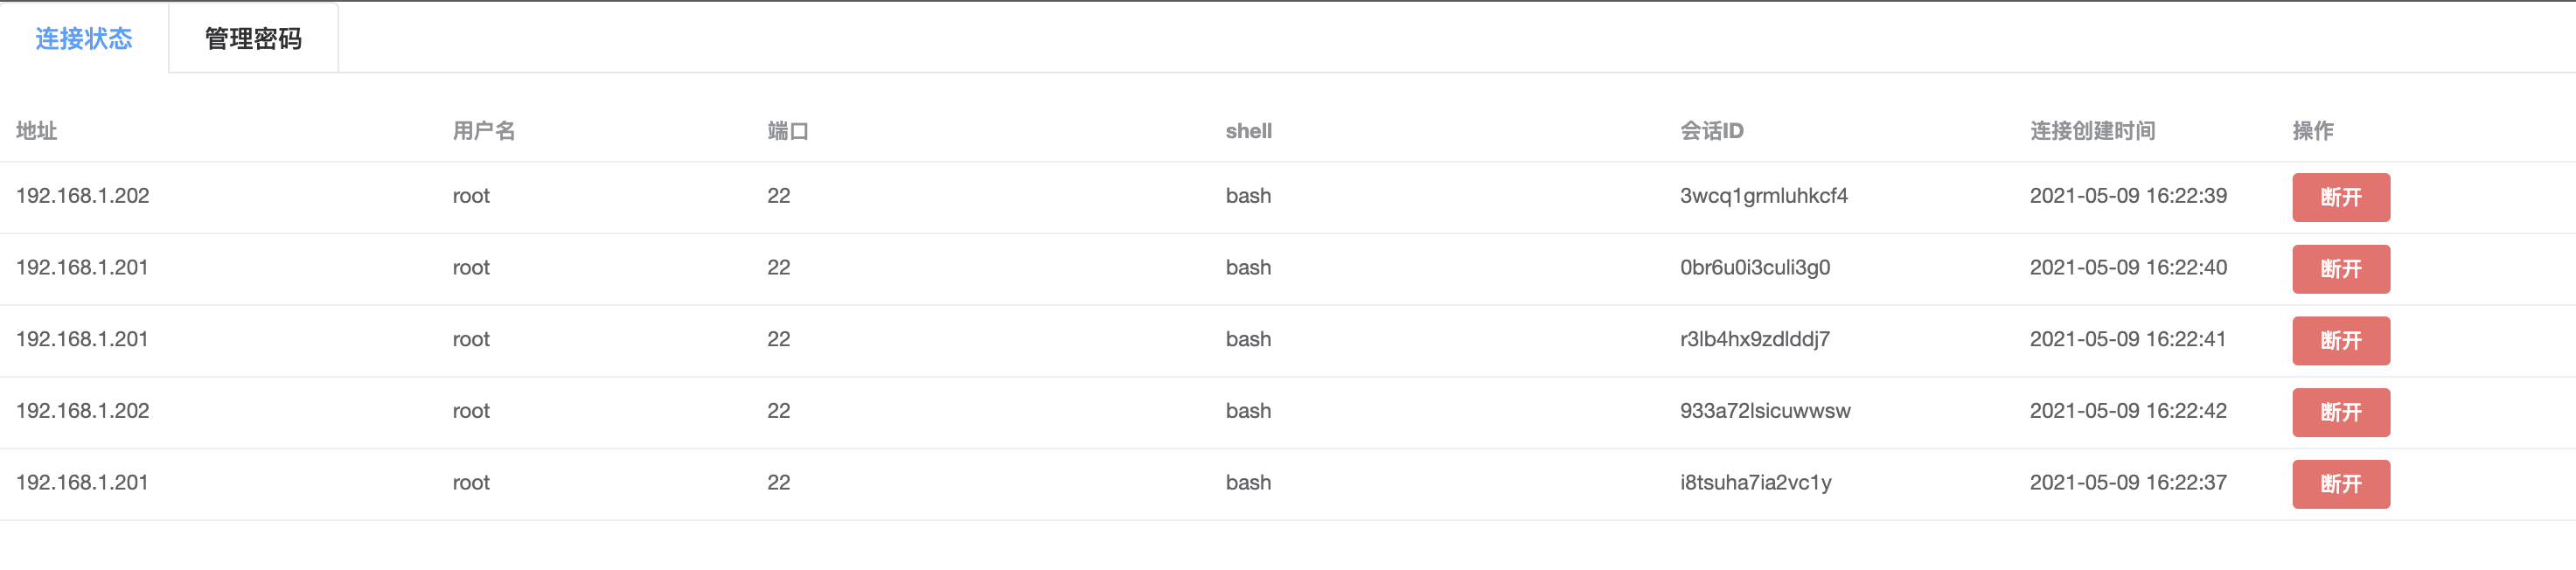 连接状态 管理密码
地址 用户名 端口 shell 会话ID 连接创建时间 操作
192.168.1.202 root 22 bash 3wcq1grmluhkcf4 2021-05-09 16:22:39 断开
192.168.1.201 root 22 bash 0br6u0i3culi3g0 2021-05-09 16:22:40 断开
192.168.1.201 root 22 bash r3lb4hx9zdlddj7 2021-05-09 16:22:41 断开
192.168.1.202 root 22 bash 933a72lsicuwwsw 2021-05-09 16:22:42 断开
192.168.1.201 root 22 bash i8tsuha7ia2vc1y 2021-05-09 16:22:37 断开